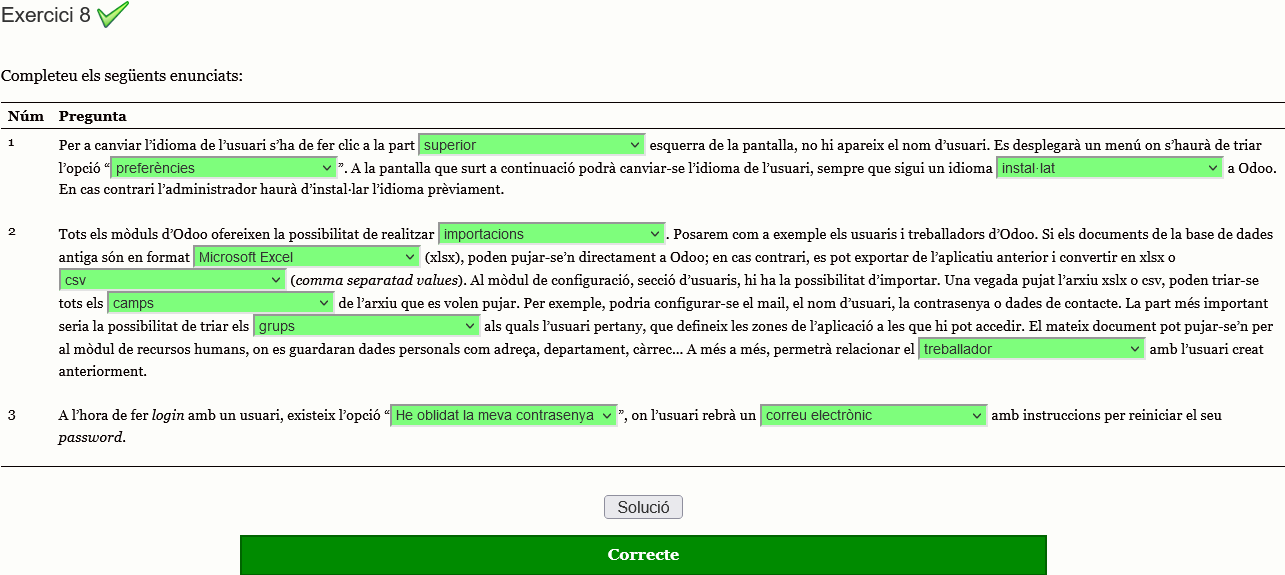 Exercici 8
Completeu els següents enunciats:
Núm Pregunta
1 Per a canviar l’idioma de l’usuari s’ha de fer clic a la part superior esquerra de la pantalla, no hi apareix el nom d’usuari. Es desplegarà un menú on s’haurà de triar
l’opció “preferències”. A la pantalla que surt a continuació podrà canviar-se l’idioma de l’usuari, sempre que sigui un idioma instal·lat a Odoo.
En cas contrari l’administrador haurà d’instal·lar l’idioma prèviament.
2 Tots els mòduls d’Odoo ofereixen la possibilitat de realitzar importacions. Posarem com a exemple els usuaris i treballadors d’Odoo. Si els documents de la base de dades
antiga són en format Microsoft Excel (xlsx), poden pujar-se’n directament a Odoo; en cas contrari, es pot exportar de l’aplicatiu anterior i convertir en xlsx o
csv (comma separatad values). Al mòdul de configuració, secció d’usuaris, hi ha la possibilitat d’importar. Una vegada pujat l’arxiu xslx o csv, poden triar-se
tots els camps de l’arxiu que es volen pujar. Per exemple, podria configurar-se el mail, el nom d’usuari, la contrasenya o dades de contacte. La part més important
seria la possibilitat de triar els grups als quals l’usuari pertany, que defineix les zones de l’aplicació a les que hi pot accedir. El mateix document pot pujar-se’n per
al mòdul de recursos humans, on es guardaran dades personals com adreça, departament, càrrec... A més a més, permetrà relacionar el treballador amb l’usuari creat
anteriorment.
3 A l’hora de fer login amb un usuari, existeix l’opció “He oblidat la meva contrasenya”, on l’usuari rebrà un correu electrònic amb instruccions per reiniciar el seu
password.
Solució
Correcte